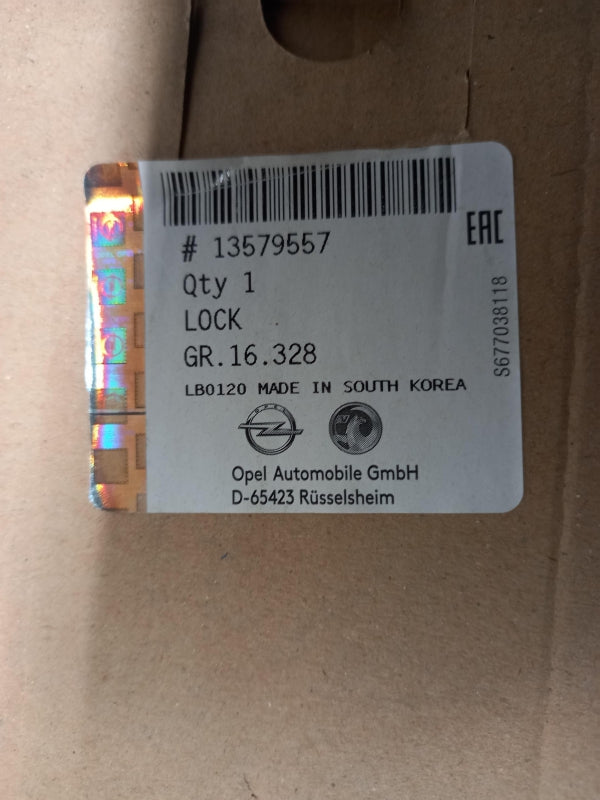 # 13579557
Qty 1
LOCK
GR.16.328
LB0120 MADE IN SOUTH KOREA
OPEL
Opel Automobile GmbH
D-65423 Rüsselsheim
EAC
S677038118